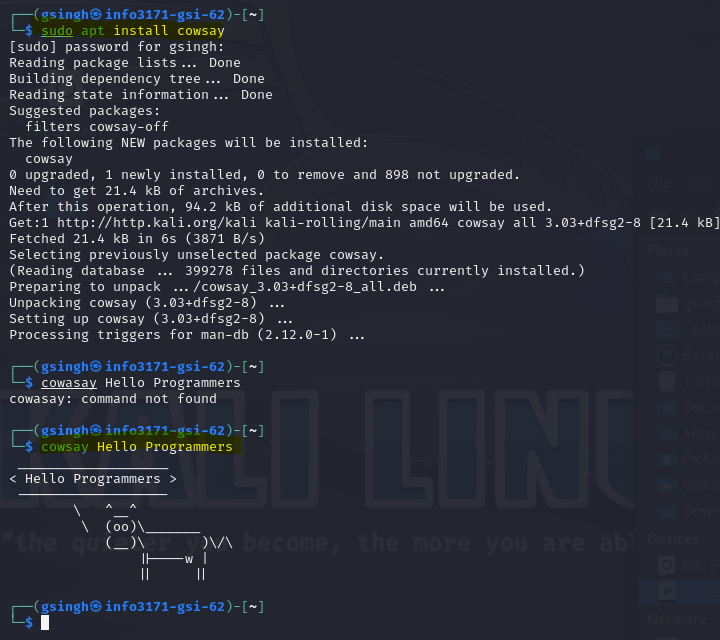 ┌──(gsingh㉿info3171-gsi-62)-[~]
└─$ sudo apt install cowsay
[sudo] password for gsingh:
Reading package lists... Done
Building dependency tree... Done
Reading state information... Done
Suggested packages:
  filters cowsay-off
The following NEW packages will be installed:
  cowsay
0 upgraded, 1 newly installed, 0 to remove and 898 not upgraded.
Need to get 21.4 kB of archives.
After this operation, 94.2 kB of additional disk space will be used.
Get:1 http://http.kali.org/kali kali-rolling/main amd64 cowsay all 3.03+dfsg2-8 [21.4 kB]
Fetched 21.4 kB in 6s (3871 B/s)
Selecting previously unselected package cowsay.
(Reading database ... 399278 files and directories currently installed.)
Preparing to unpack .../cowsay_3.03+dfsg2-8_all.deb ...
Unpacking cowsay (3.03+dfsg2-8) ...
Setting up cowsay (3.03+dfsg2-8) ...
Processing triggers for man-db (2.12.0-1) ...
┌──(gsingh㉿info3171-gsi-62)-[~]
└─$ cowasay Hello Programmers
cowasay: command not found
┌──(gsingh㉿info3171-gsi-62)-[~]
└─$ cowsay Hello Programmers
 ___________________
< Hello Programmers >
 -------------------
        \   ^__^
         \  (oo)\_______
            (__)\       )\/\
                ||----w |
                ||     ||
┌──(gsingh㉿info3171-gsi-62)-[~]
└─$
KALI LINU
"the quieter you become, the more you are abl
File
Edit
Places
Comp
gsing
Deskt
Rece
Trash
Docu
Music
Pictu
Video
Down
Devices
File S
Network